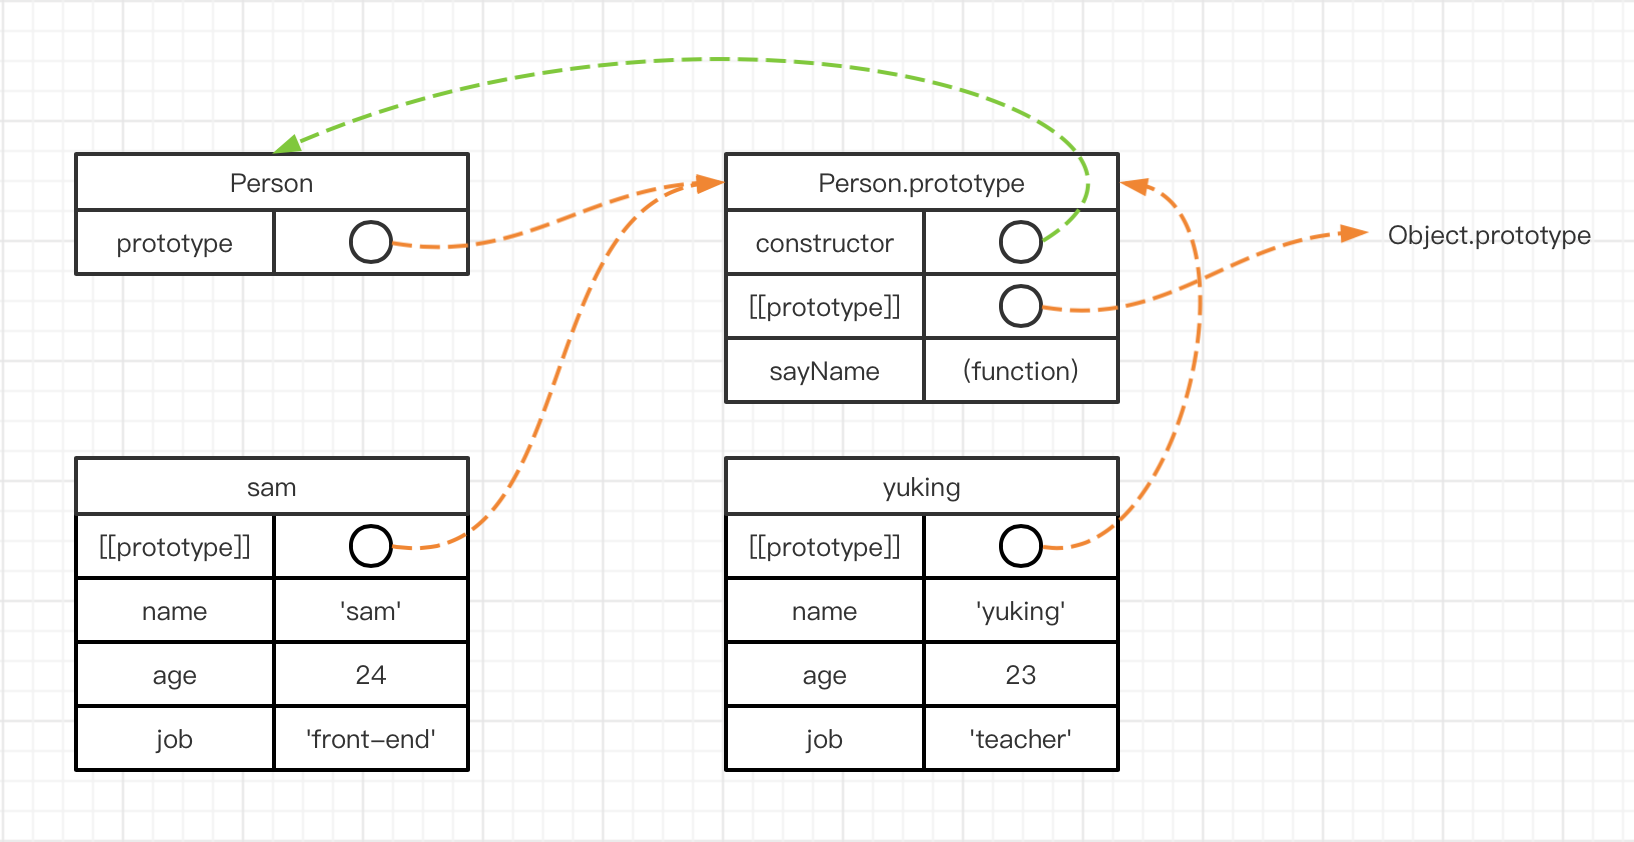 Person
prototype
Person.prototype
constructor
[[prototype]]
sayName (function)
Object.prototype
sam
[[prototype]]
name 'sam'
age 24
job 'front-end'
yuking
[[prototype]]
name 'yuking'
age 23
job 'teacher'